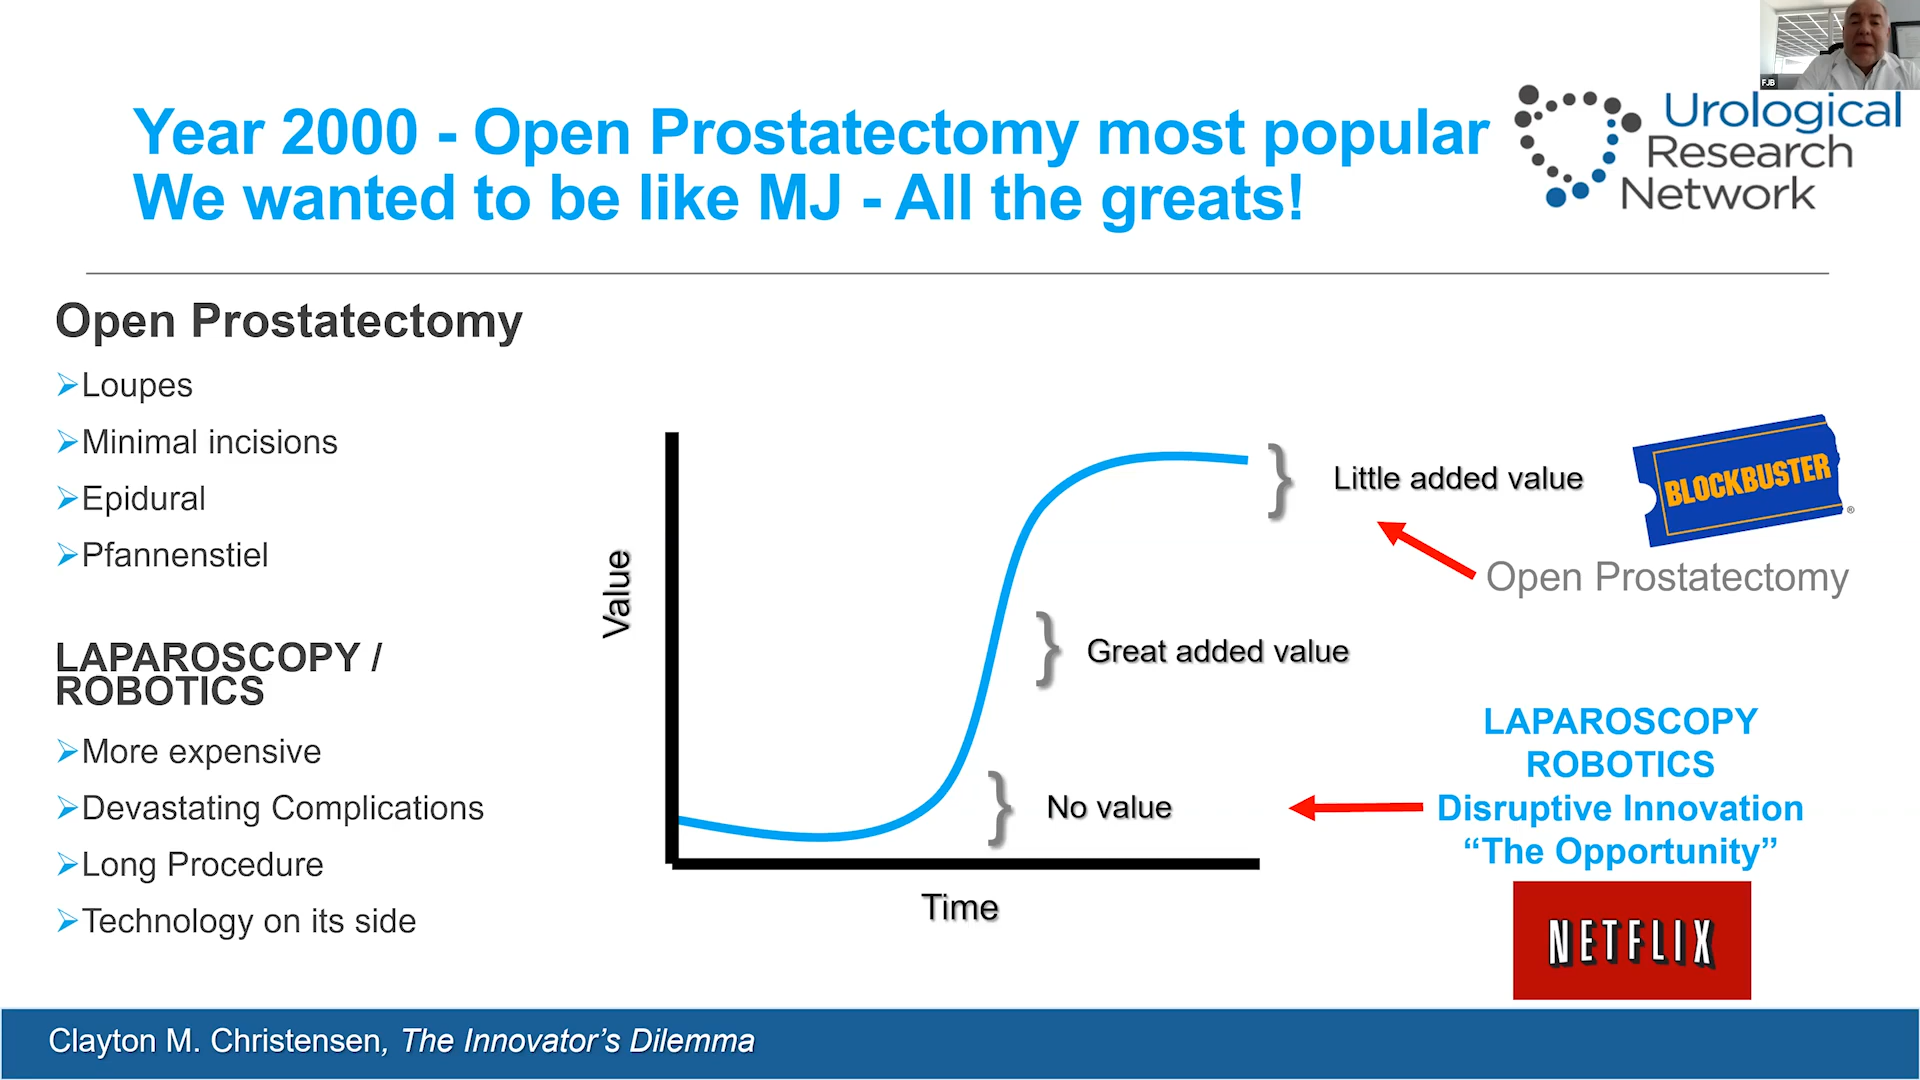 FJB
Year 2000 - Open Prostatectomy most popular
We wanted to be like MJ - All the greats!
Urological
Research
Network
Open Prostatectomy
Loupes
Minimal incisions
Epidural
Pfannenstiel
LAPAROSCOPY /
ROBOTICS
More expensive
Devastating Complications
Long Procedure
Technology on its side
Value
Time
Little added value
Great added value
No value
BLOCKBUSTER®
Open Prostatectomy
LAPAROSCOPY
ROBOTICS
Disruptive Innovation
“The Opportunity”
NETFLIX
Clayton M. Christensen, The Innovator’s Dilemma